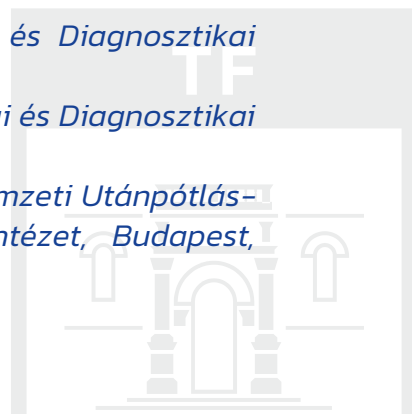 és Diagnosztikai
TF
i és Diagnosztikai
mzeti Utánpótlás-
ntézet, Budapest,